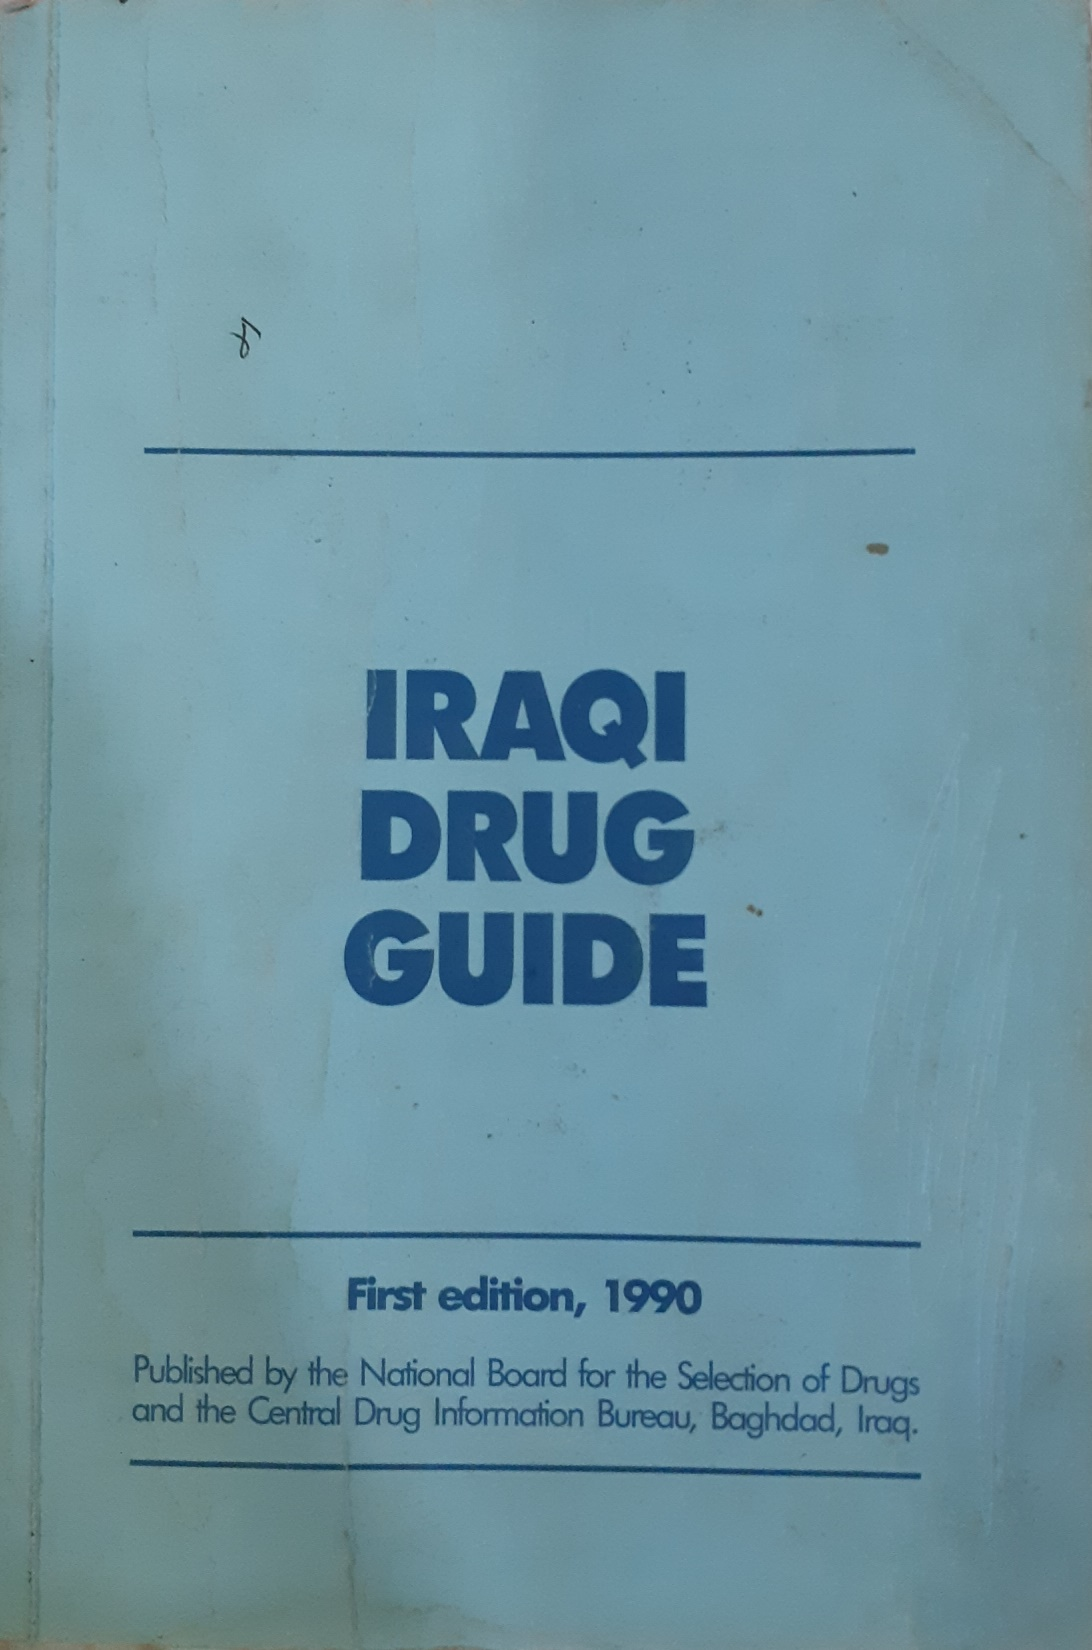 IRAQI
DRUG
GUIDE
First edition, 1990
Published by the National Board for the Selection of Drugs
and the Central Drug Information Bureau, Baghdad, Iraq.